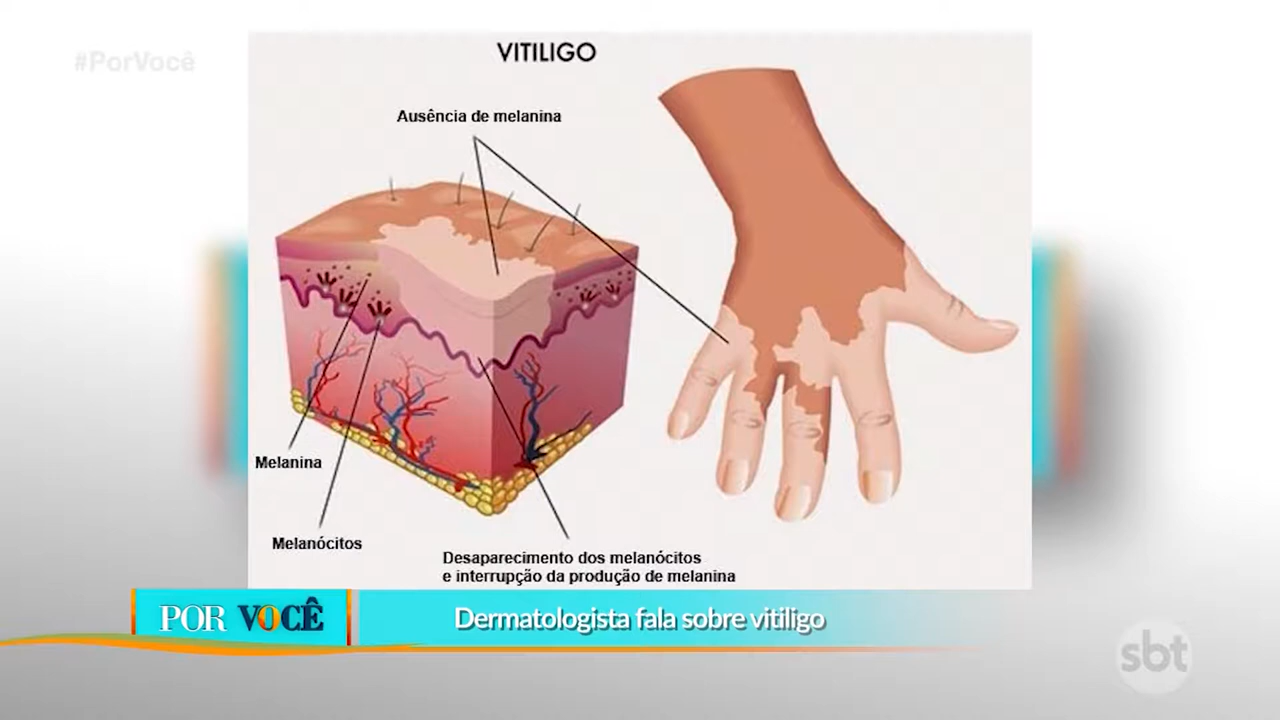 #PorVocê
VITILIGO
Ausência de melanina
Melanina
Melanócitos
Desaparecimento dos melanócitos
e interrupção da produção de melanina
POR VOCÊ
Dermatologista fala sobre vitiligo
sbt